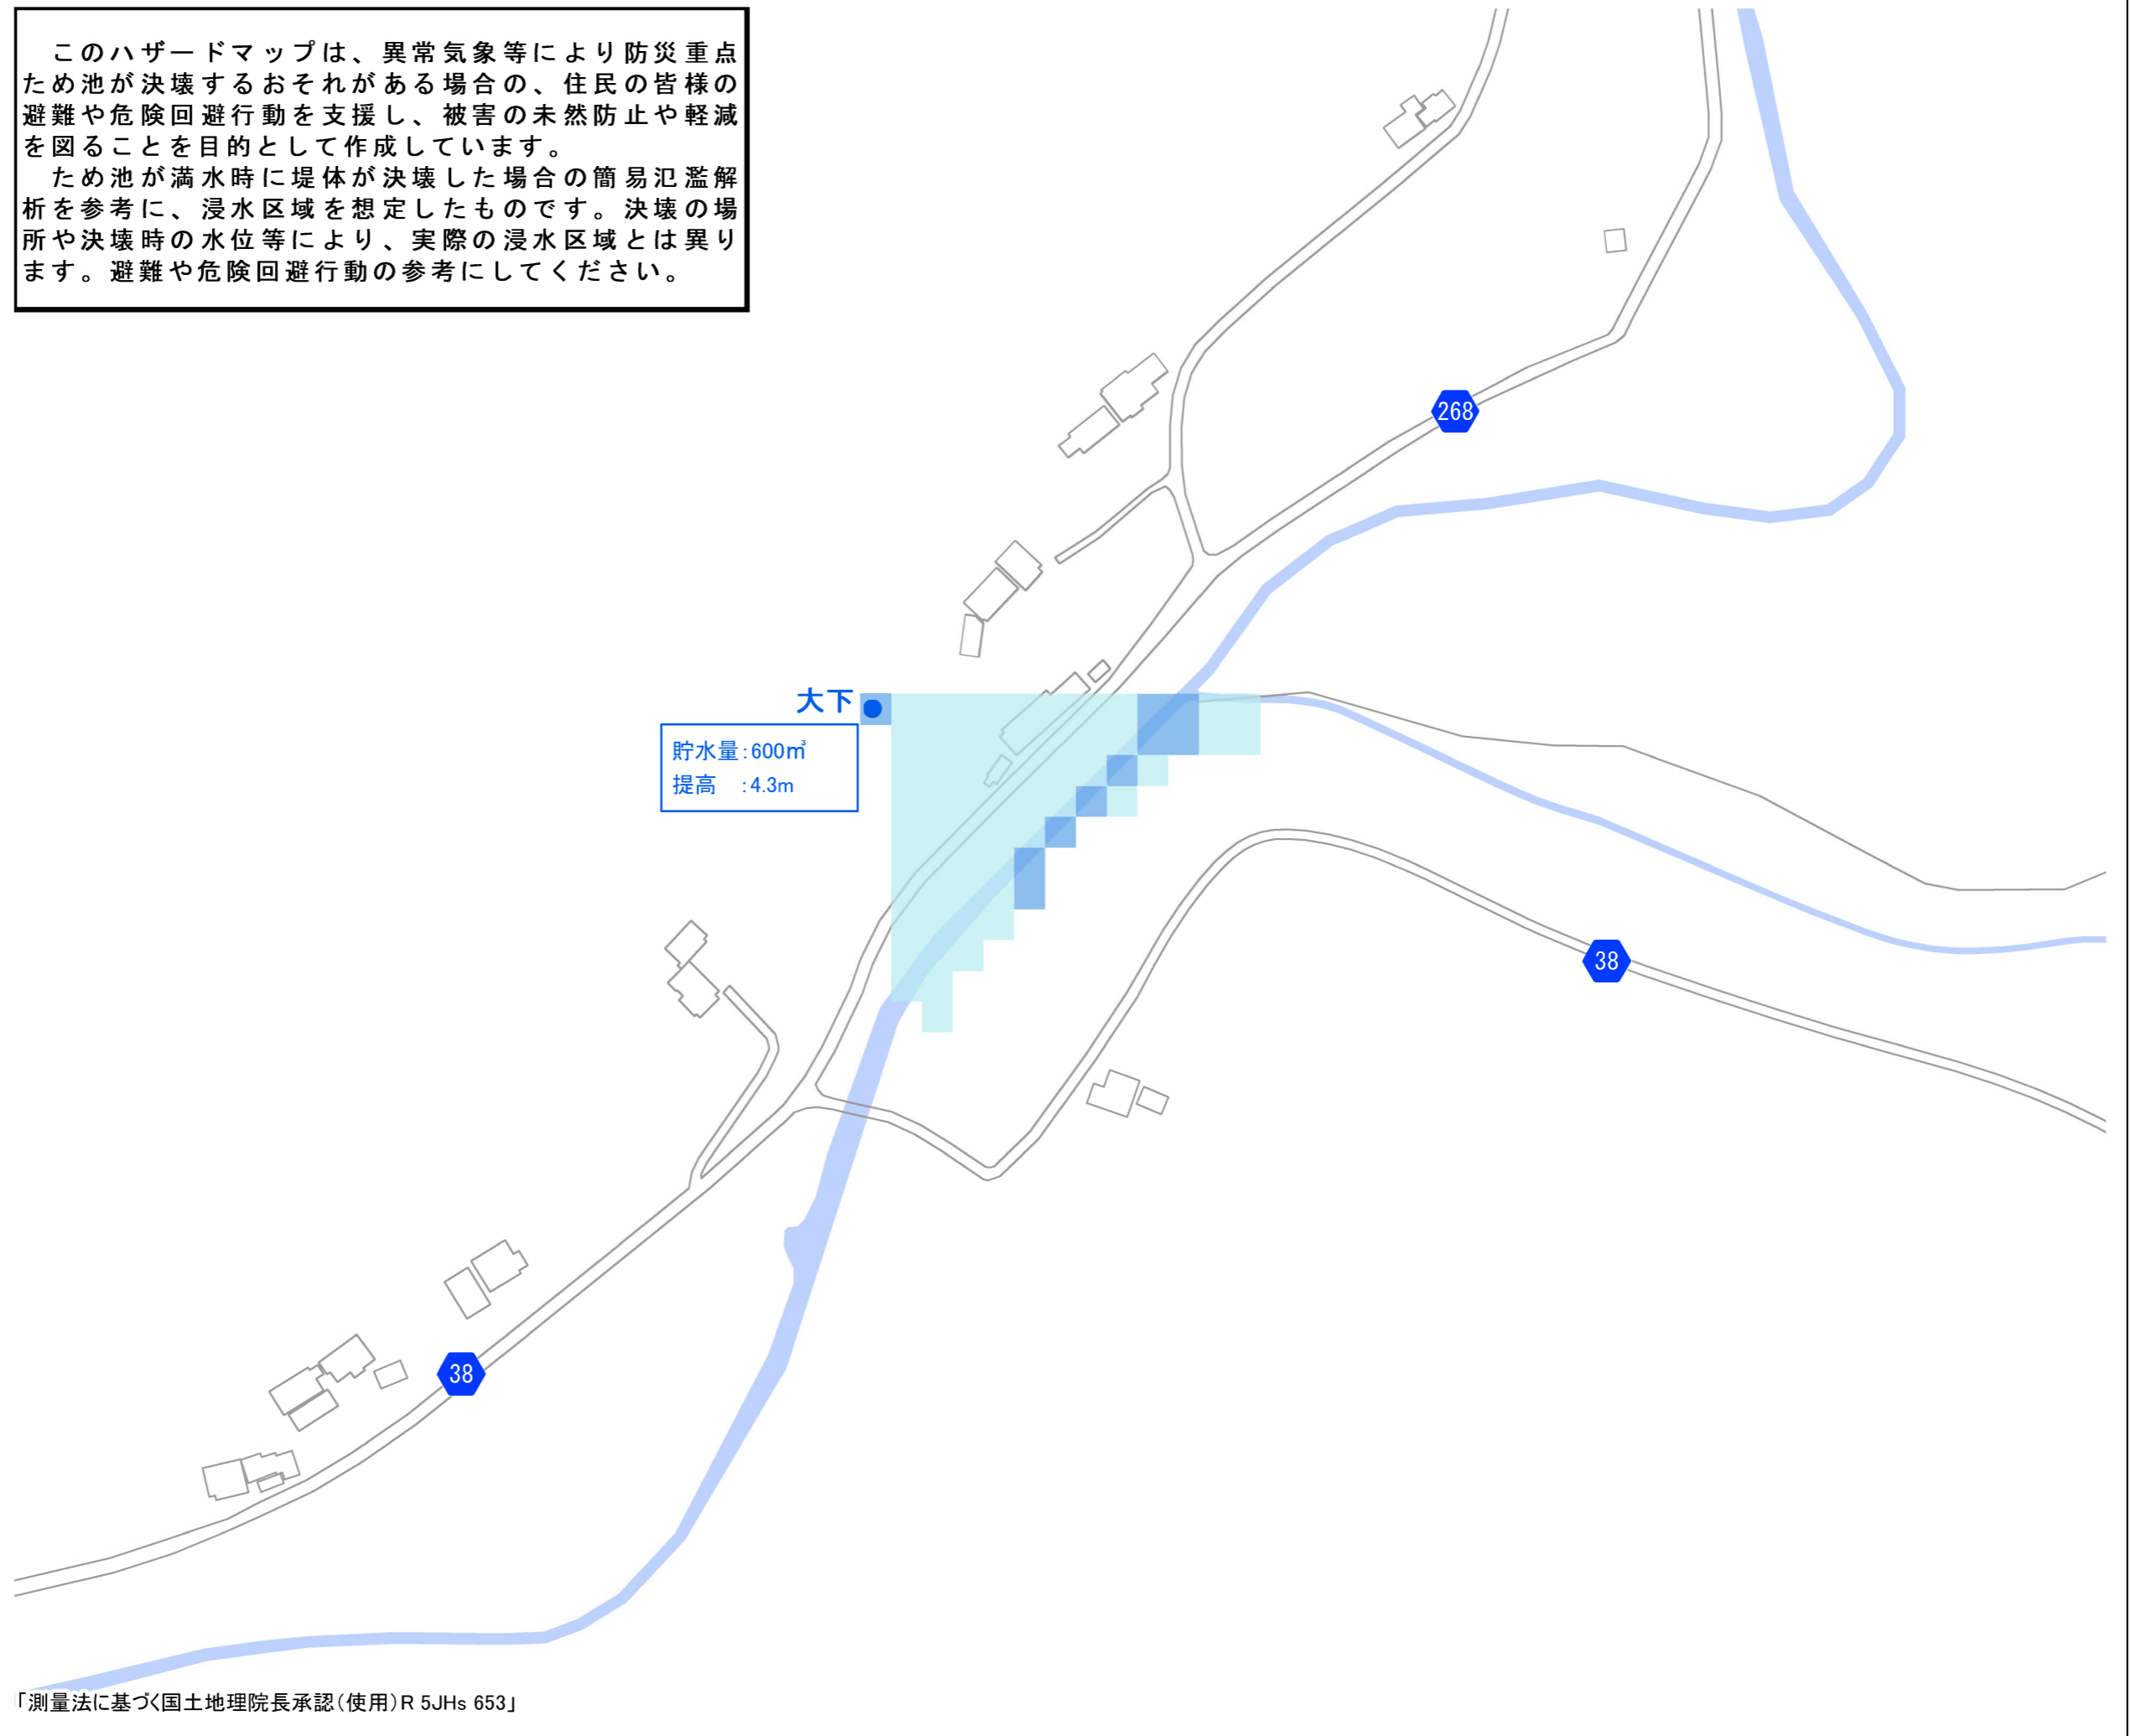 このハザードマップは、異常気象等により防災重点
ため池が決壊するおそれがある場合の、住民の皆様の
避難や危険回避行動を支援し、被害の未然防止や軽減
を図ることを目的として作成しています。
ため池が満水時に堤体が決壊した場合の簡易氾濫解
析を参考に、浸水区域を想定したものです。決壊の場
所や決壊時の水位等により、実際の浸水区域とは異り
ます。避難や危険回避行動の参考にしてください。
268
大下
貯水量:600㎥
提高 :4.3m
38
38
「測量法に基づく国土地理院長承認(使用)R 5JHs 653」